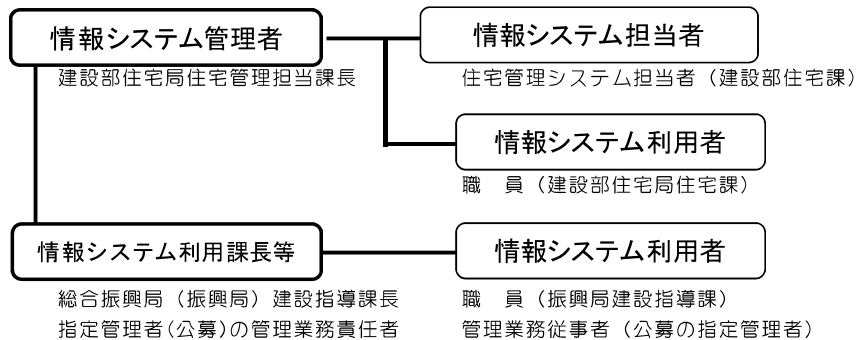 情報システム管理者
建設部住宅局住宅管理担当課長
情報システム担当者
住宅管理システム担当者（建設部住宅課）
情報システム利用者
職　員（建設部住宅局住宅課）
情報システム利用課長等
総合振興局（振興局）建設指導課長
指定管理者(公募)の管理業務責任者
情報システム利用者
職　員（振興局建設指導課）
管理業務従事者（公募の指定管理者）